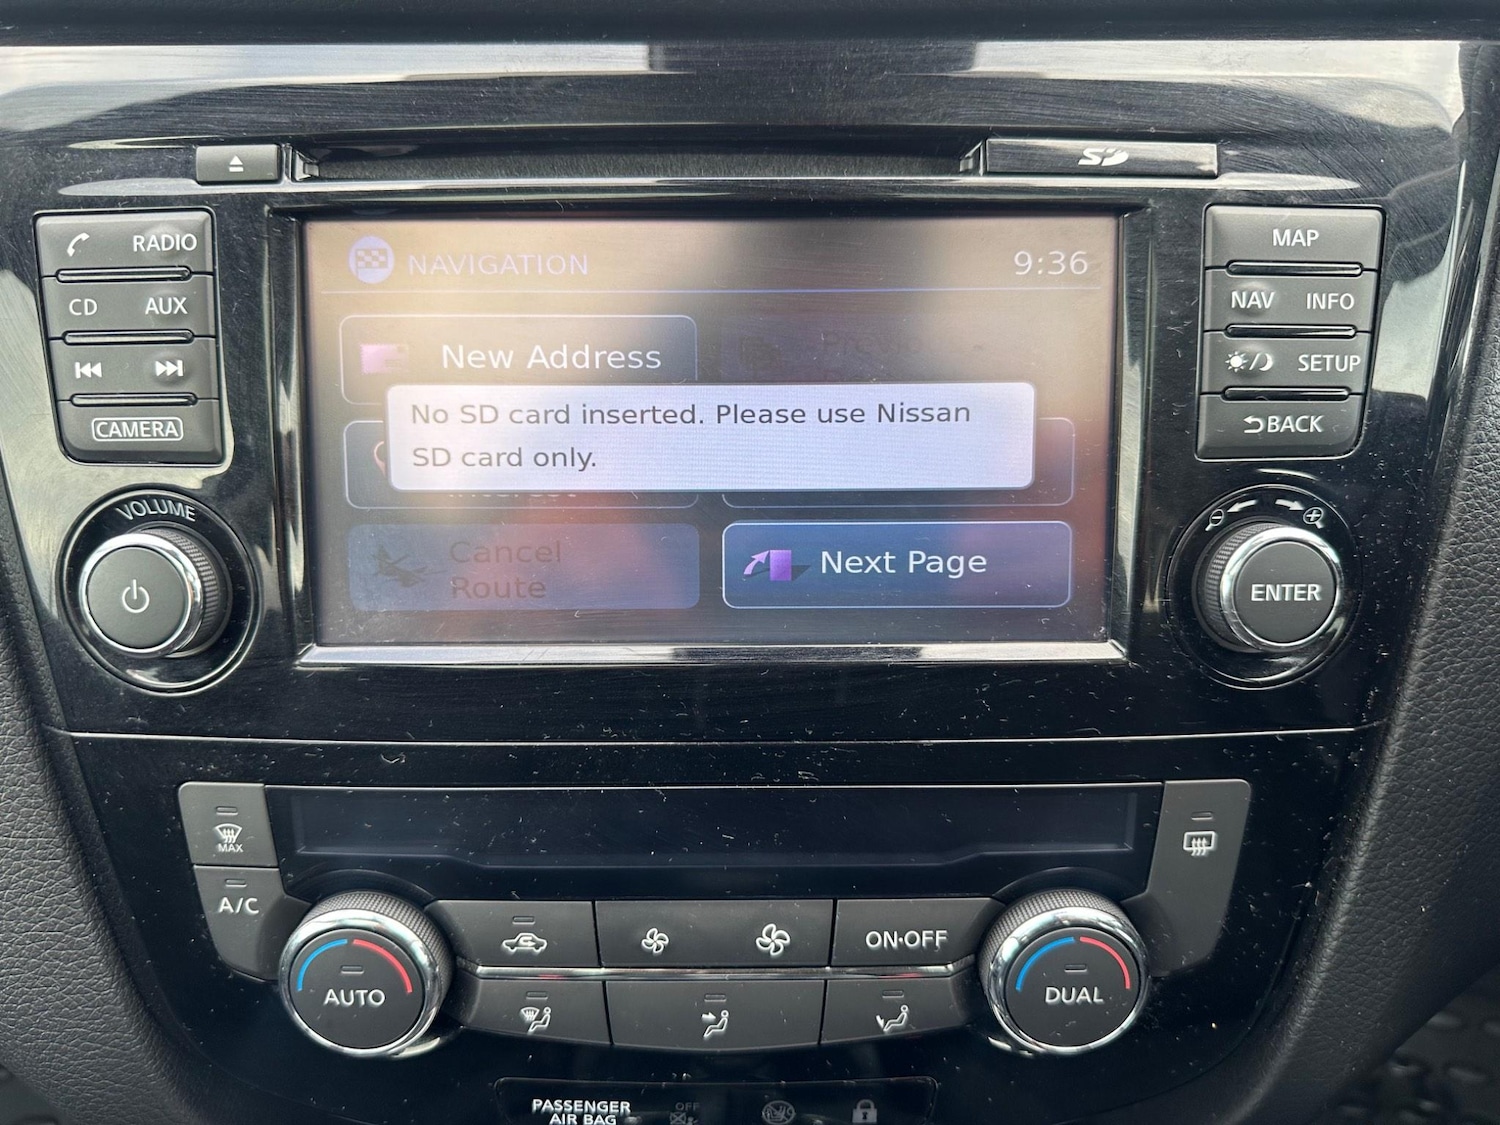 SD
RADIO
CD AUX
CAMERA
VOLUME
NAVIGATION 9:36
New Address
No SD card inserted. Please use Nissan
SD card only.
Interest
Cancel
Route
Next Page
MAP
NAV INFO
SETUP
BACK
ENTER
MAX
A/C
AUTO
ON·OFF
DUAL
PASSENGER
AIR BAG
OFF